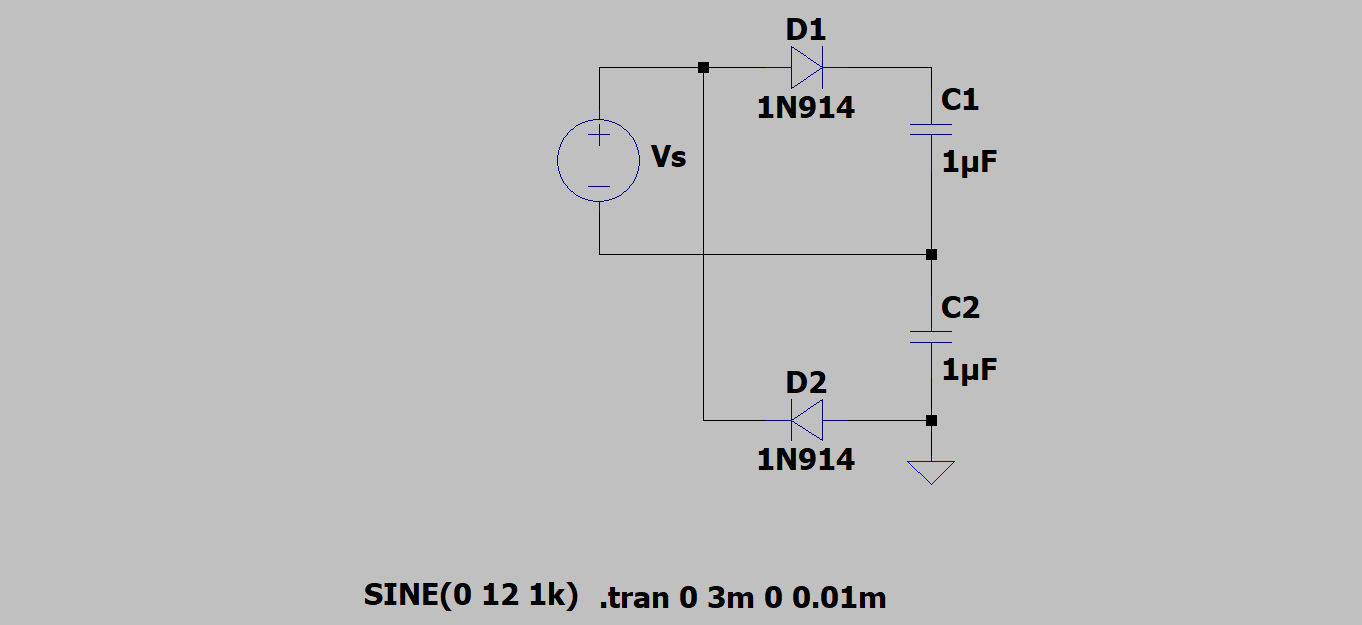 D1
1N914
C1
1µF
Vs
C2
1µF
D2
1N914
SINE(0 12 1k) .tran 0 3m 0 0.01m